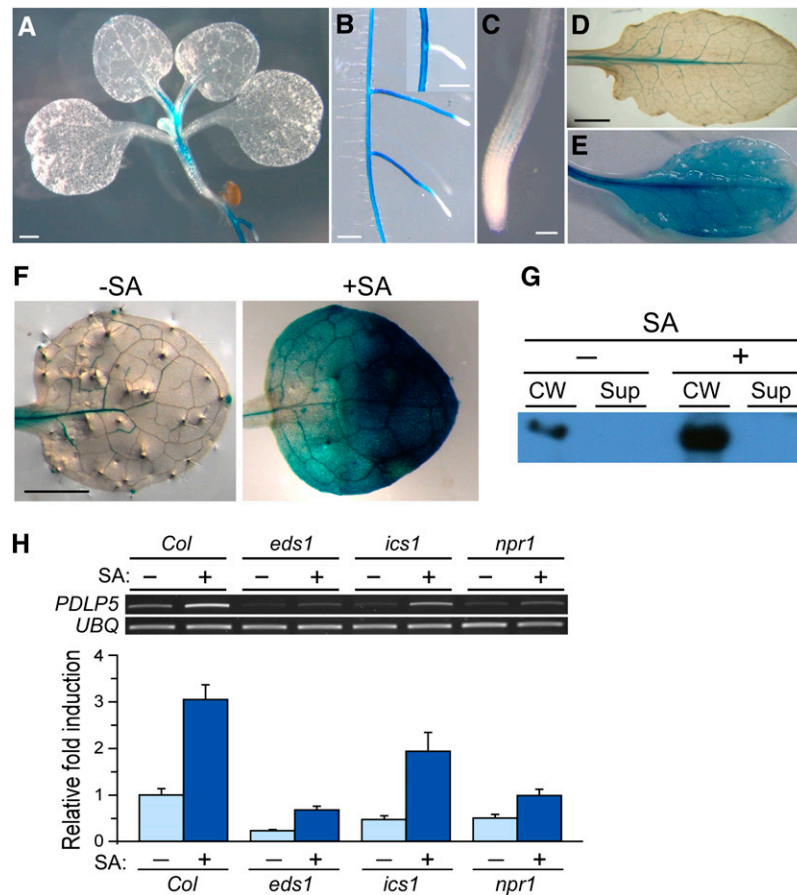 A
B
C
D
E
F
-SA
+SA
G
SA
— +
CW Sup CW Sup
H
Col eds1 ics1 npr1
SA: — + — + — + — +
PDLP5
UBQ
Relative fold induction
4
3
2
1
0
SA: — + — + — + — +
Col eds1 ics1 npr1